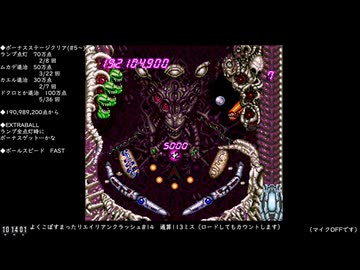 ◆ボーナスステージクリア(#5～)
ランプ点灯　70万点
2/8 回
ムカデ退治　50万点
3/22 回
カエル退治　30万点
2/7 回
ドクロとか退治　100万点
5/36 回
◆190,989,200点から
◆EXTRABALL
ランプ全点灯時に
ボーナスゲット…かな
◆ボールスピード　FAST
192104900
7
5000
10 14 01
よくこぼすまったりエイリアンクラッシュ#14　通算113ミス（ロードしてもカウントします）
(マイクOFFです)